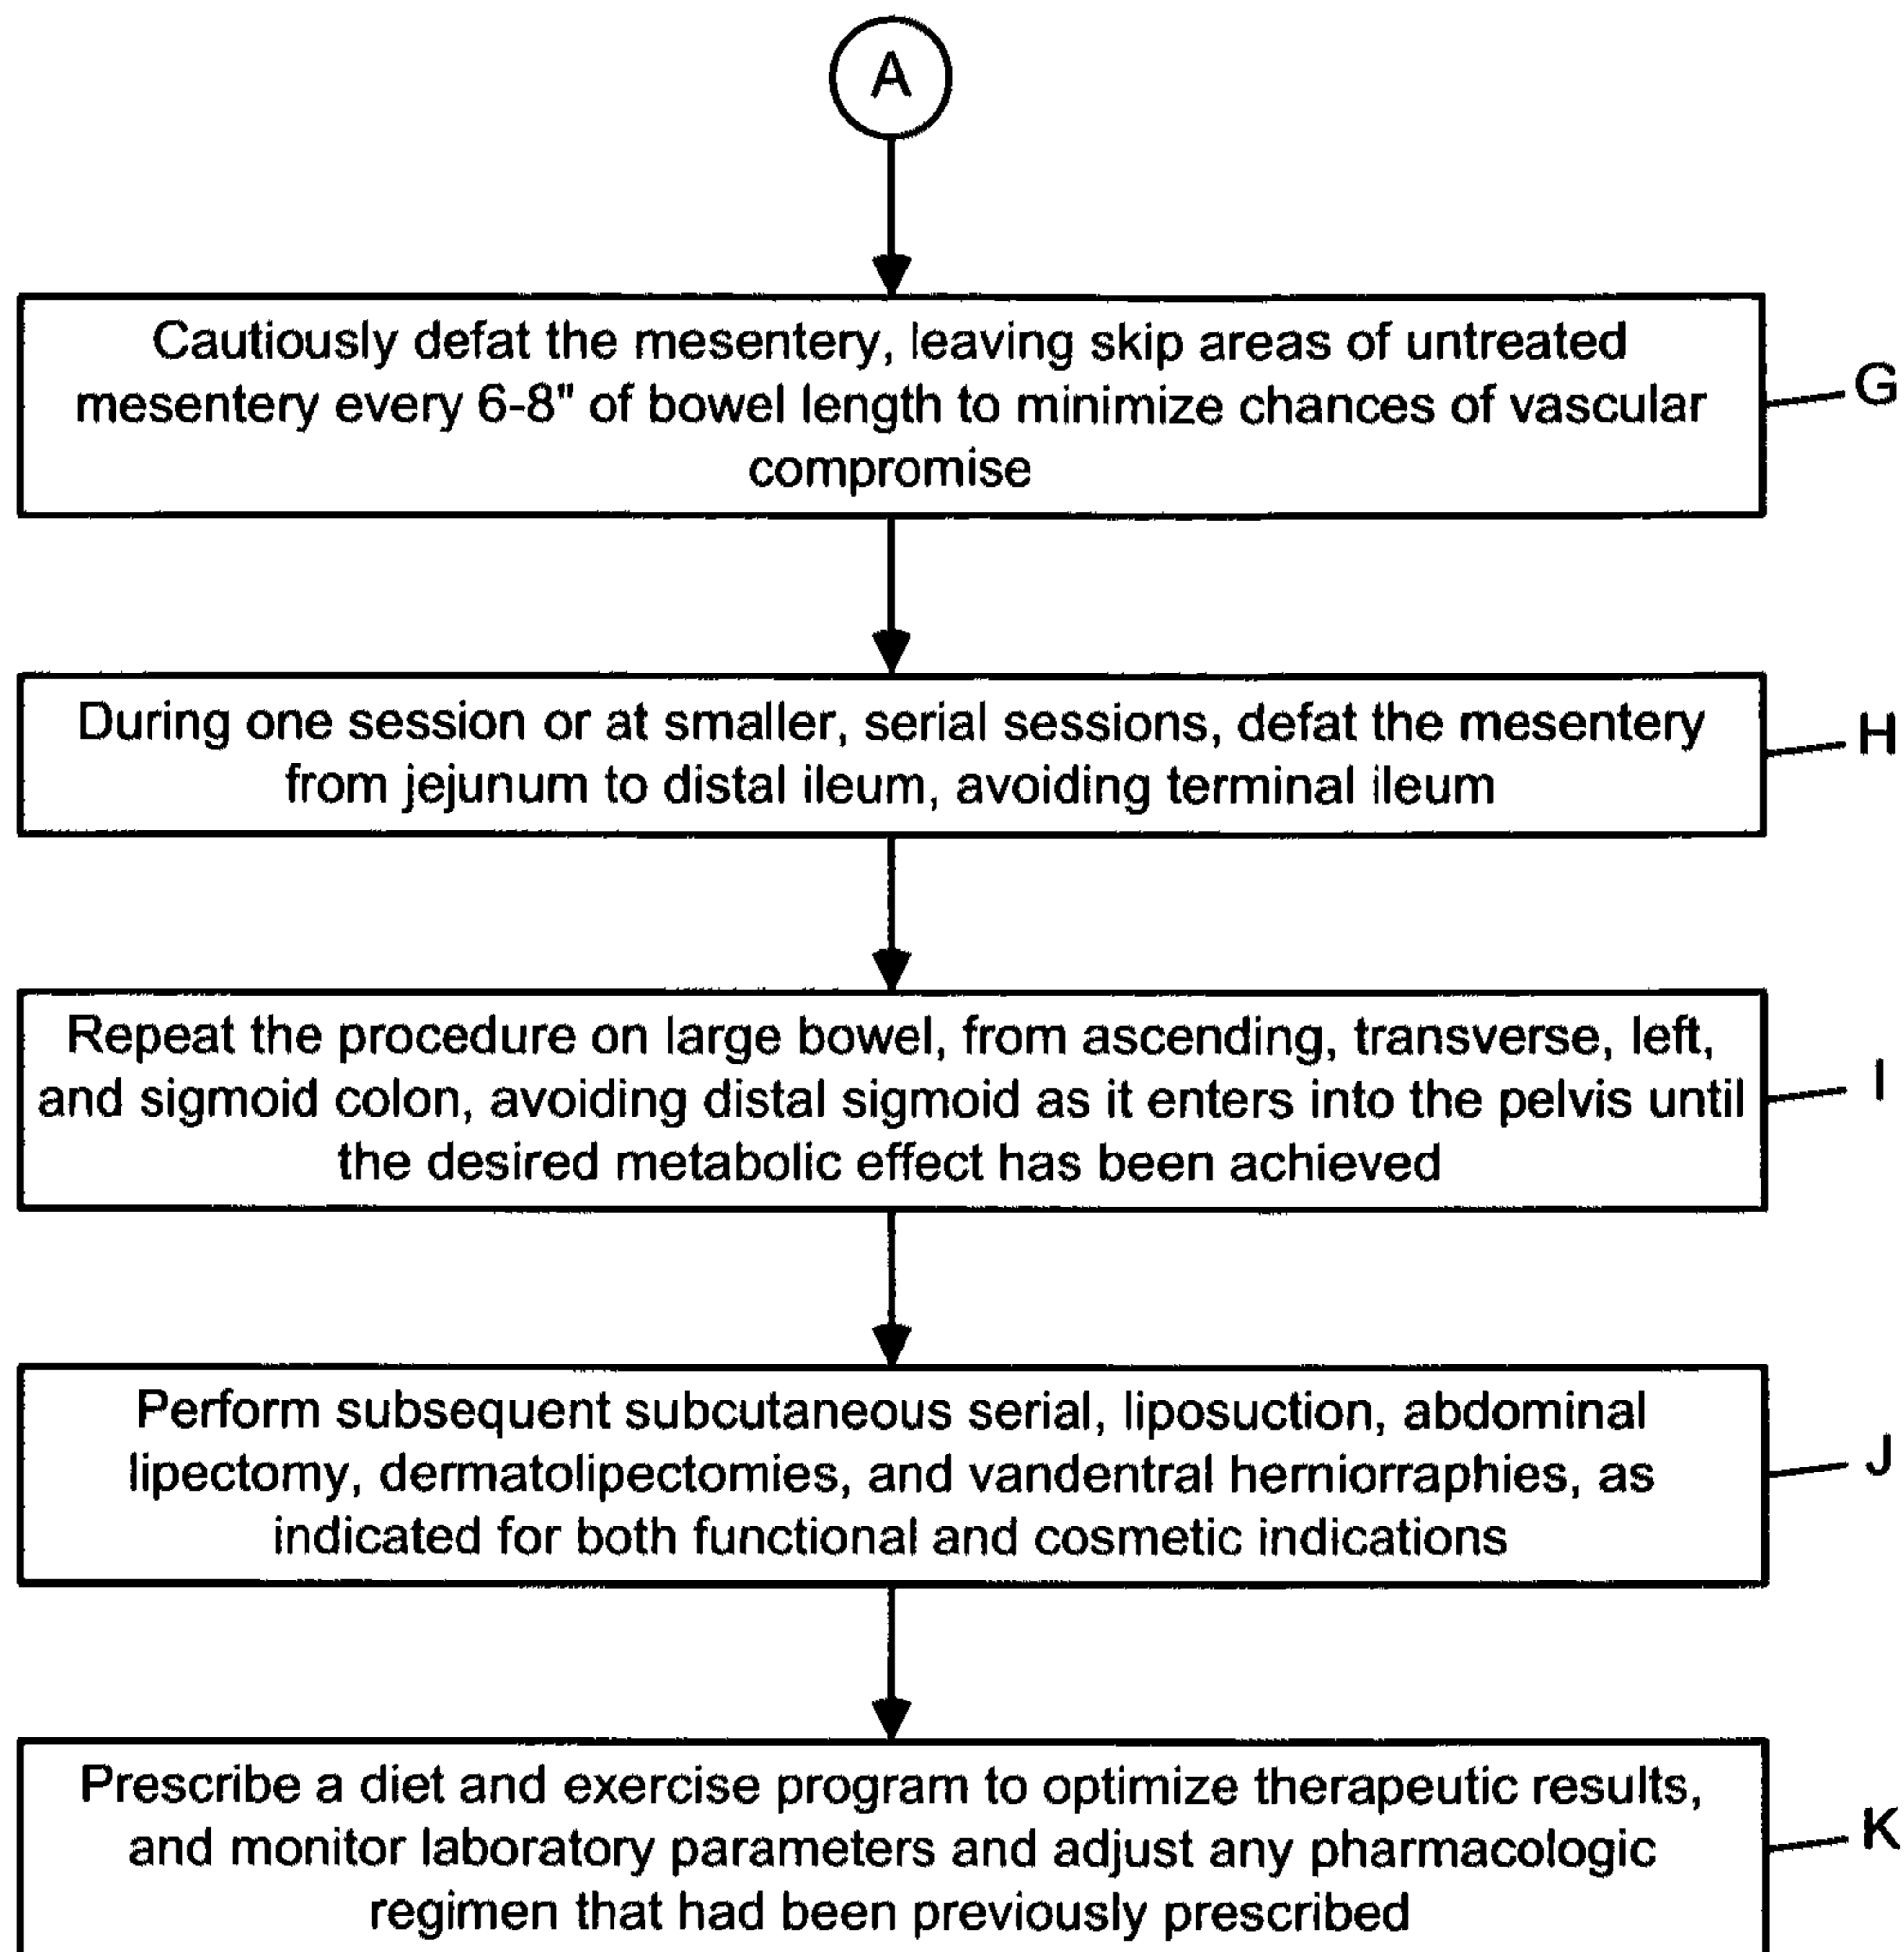 A
Cautiously defat the mesentery, leaving skip areas of untreated
mesentery every 6-8" of bowel length to minimize chances of vascular
compromise
G
During one session or at smaller, serial sessions, defat the mesentery
from jejunum to distal ileum, avoiding terminal ileum
H
Repeat the procedure on large bowel, from ascending, transverse, left,
and sigmoid colon, avoiding distal sigmoid as it enters into the pelvis until
the desired metabolic effect has been achieved
I
Perform subsequent subcutaneous serial, liposuction, abdominal
lipectomy, dermatolipectomies, and vandentral herniorraphies, as
indicated for both functional and cosmetic indications
J
Prescribe a diet and exercise program to optimize therapeutic results,
and monitor laboratory parameters and adjust any pharmacologic
regimen that had been previously prescribed
K